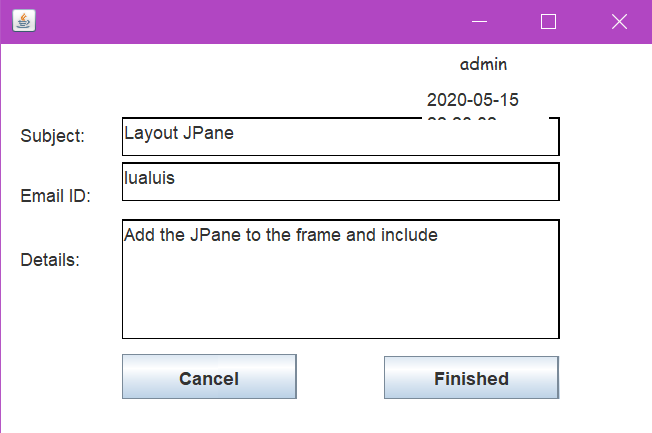 admin
2020-05-15
Subject: Layout JPane
Email ID: lualuis
Details: Add the JPane to the frame and include
Cancel Finished